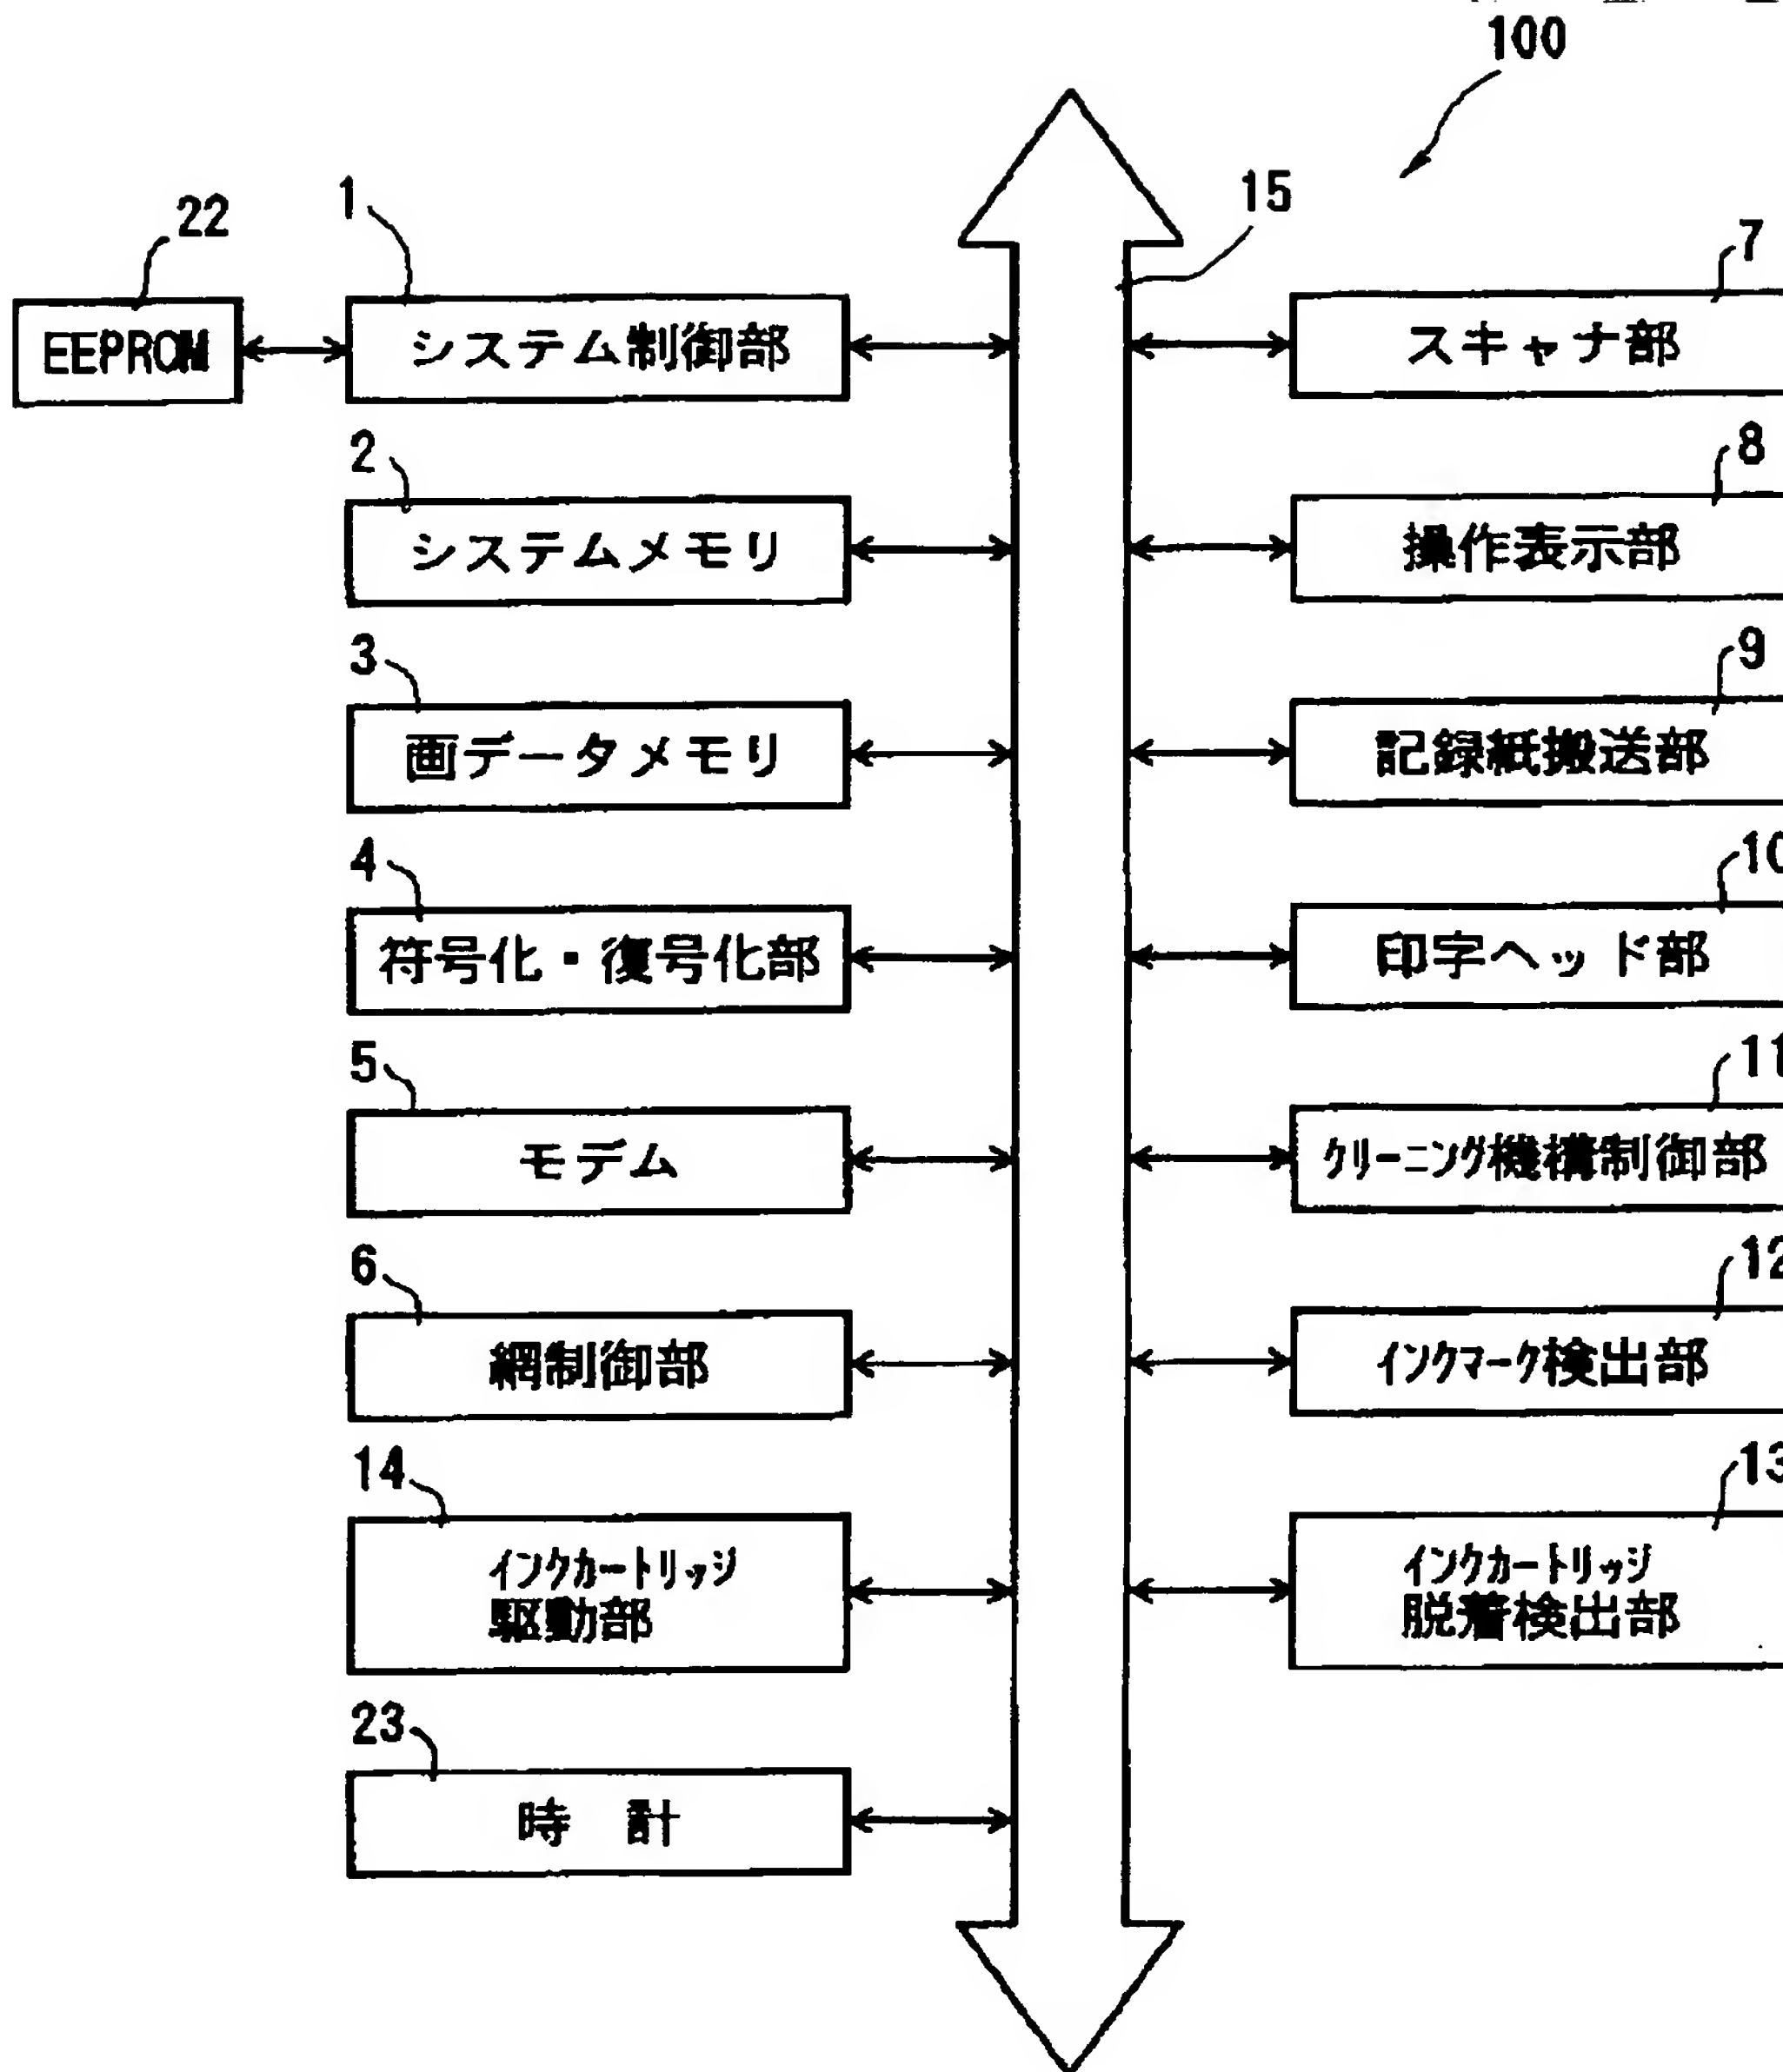 100
15
22
EEPROM
1
システム制御部
2
システムメモリ
3
画データメモリ
4
符号化・復号化部
5
モデム
6
網制御部
14
インクカートリッジ
駆動部
23
時 計
7
スキャナ部
8
操作表示部
9
記録紙搬送部
10
印字ヘッド部
11
クリーニング機構制御部
12
インクマーク検出部
13
インクカートリッジ
脱着検出部